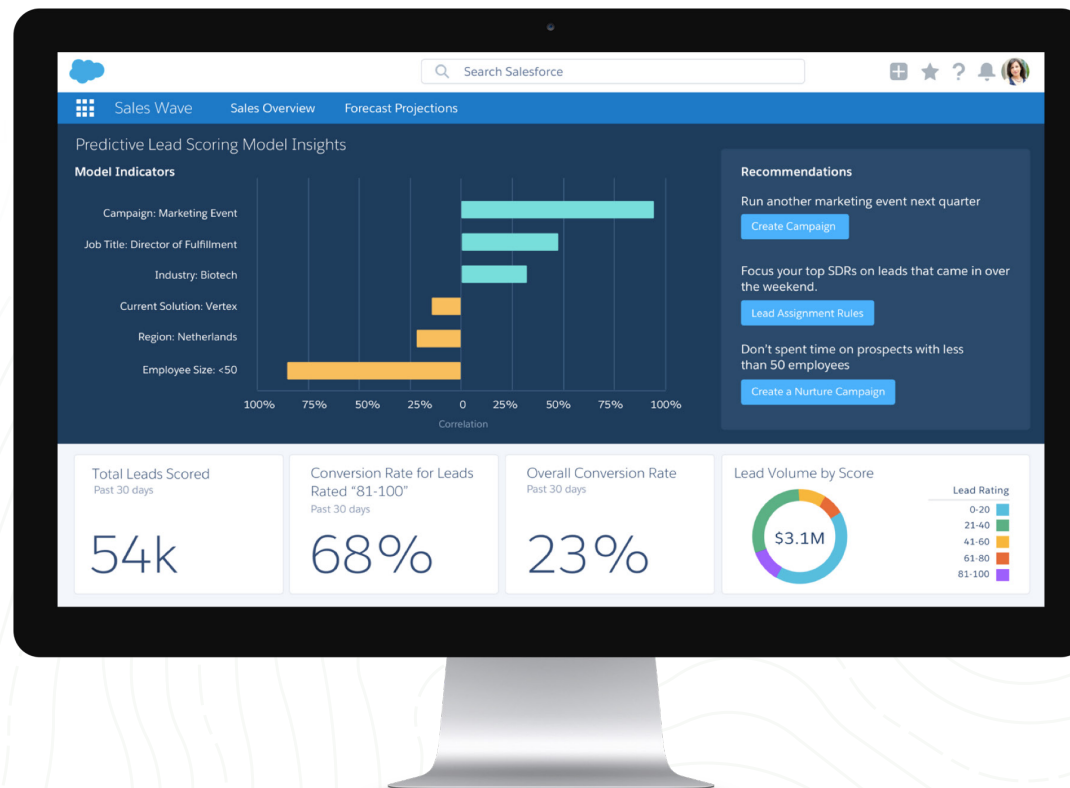 Search Salesforce
Sales Wave
Sales Overview
Forecast Projections
Predictive Lead Scoring Model Insights
Model Indicators
Campaign: Marketing Event
Job Title: Director of Fulfillment
Industry: Biotech
Current Solution: Vertex
Region: Netherlands
Employee Size: <50
100% 75% 50% 25% 0 25% 50% 75% 100%
Correlation
Recommendations
Run another marketing event next quarter
Create Campaign
Focus your top SDRs on leads that came in over
the weekend.
Lead Assignment Rules
Don't spent time on prospects with less
than 50 employees
Create a Nurture Campaign
Total Leads Scored
Past 30 days
54k
Conversion Rate for Leads
Rated “81-100”
Past 30 days
68%
Overall Conversion Rate
Past 30 days
23%
Lead Volume by Score
$3.1M
Lead Rating
0-20
21-40
41-60
61-80
81-100